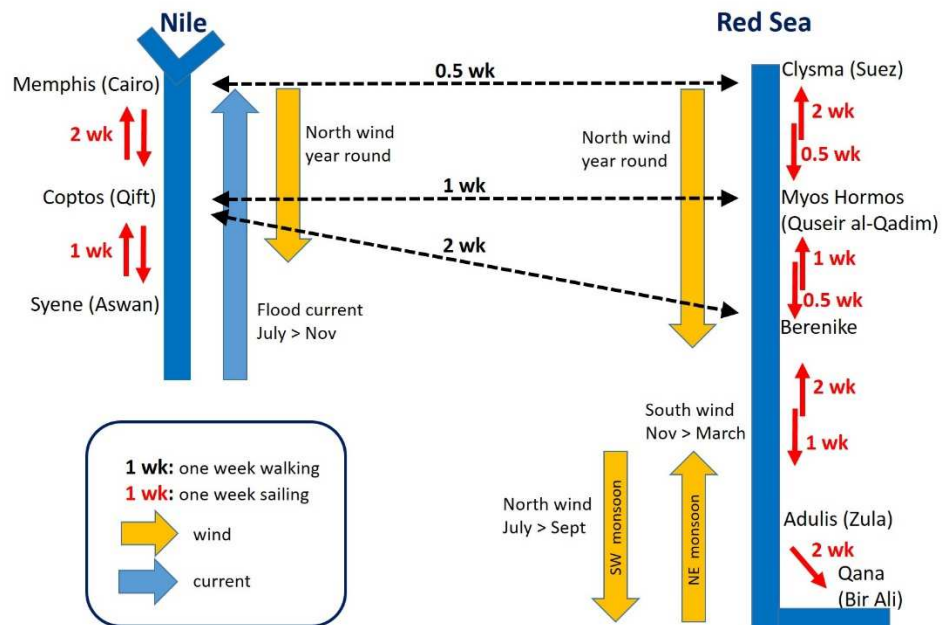 Nile
Red Sea
Memphis (Cairo)
0.5 wk
Clysma (Suez)
2 wk
North wind
year round
North wind
year round
2 wk
0.5 wk
Coptos (Qift)
1 wk
Myos Hormos
(Quseir al-Qadim)
1 wk
2 wk
1 wk
0.5 wk
Syene (Aswan)
Flood current
July > Nov
Berenike
2 wk
1 wk
South wind
Nov > March
North wind
July > Sept
SW monsoon
NE monsoon
Adulis (Zula)
2 wk
Qana
(Bir Ali)
1 wk: one week walking
1 wk: one week sailing
wind
current